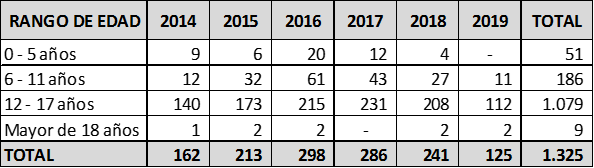 RANGO DE EDAD 2014 2015 2016 2017 2018 2019 TOTAL
0 - 5 años 9 6 20 12 4 - 51
6 - 11 años 12 32 61 43 27 11 186
12 - 17 años 140 173 215 231 208 112 1.079
Mayor de 18 años 1 2 2 - 2 2 9
TOTAL 162 213 298 286 241 125 1.325